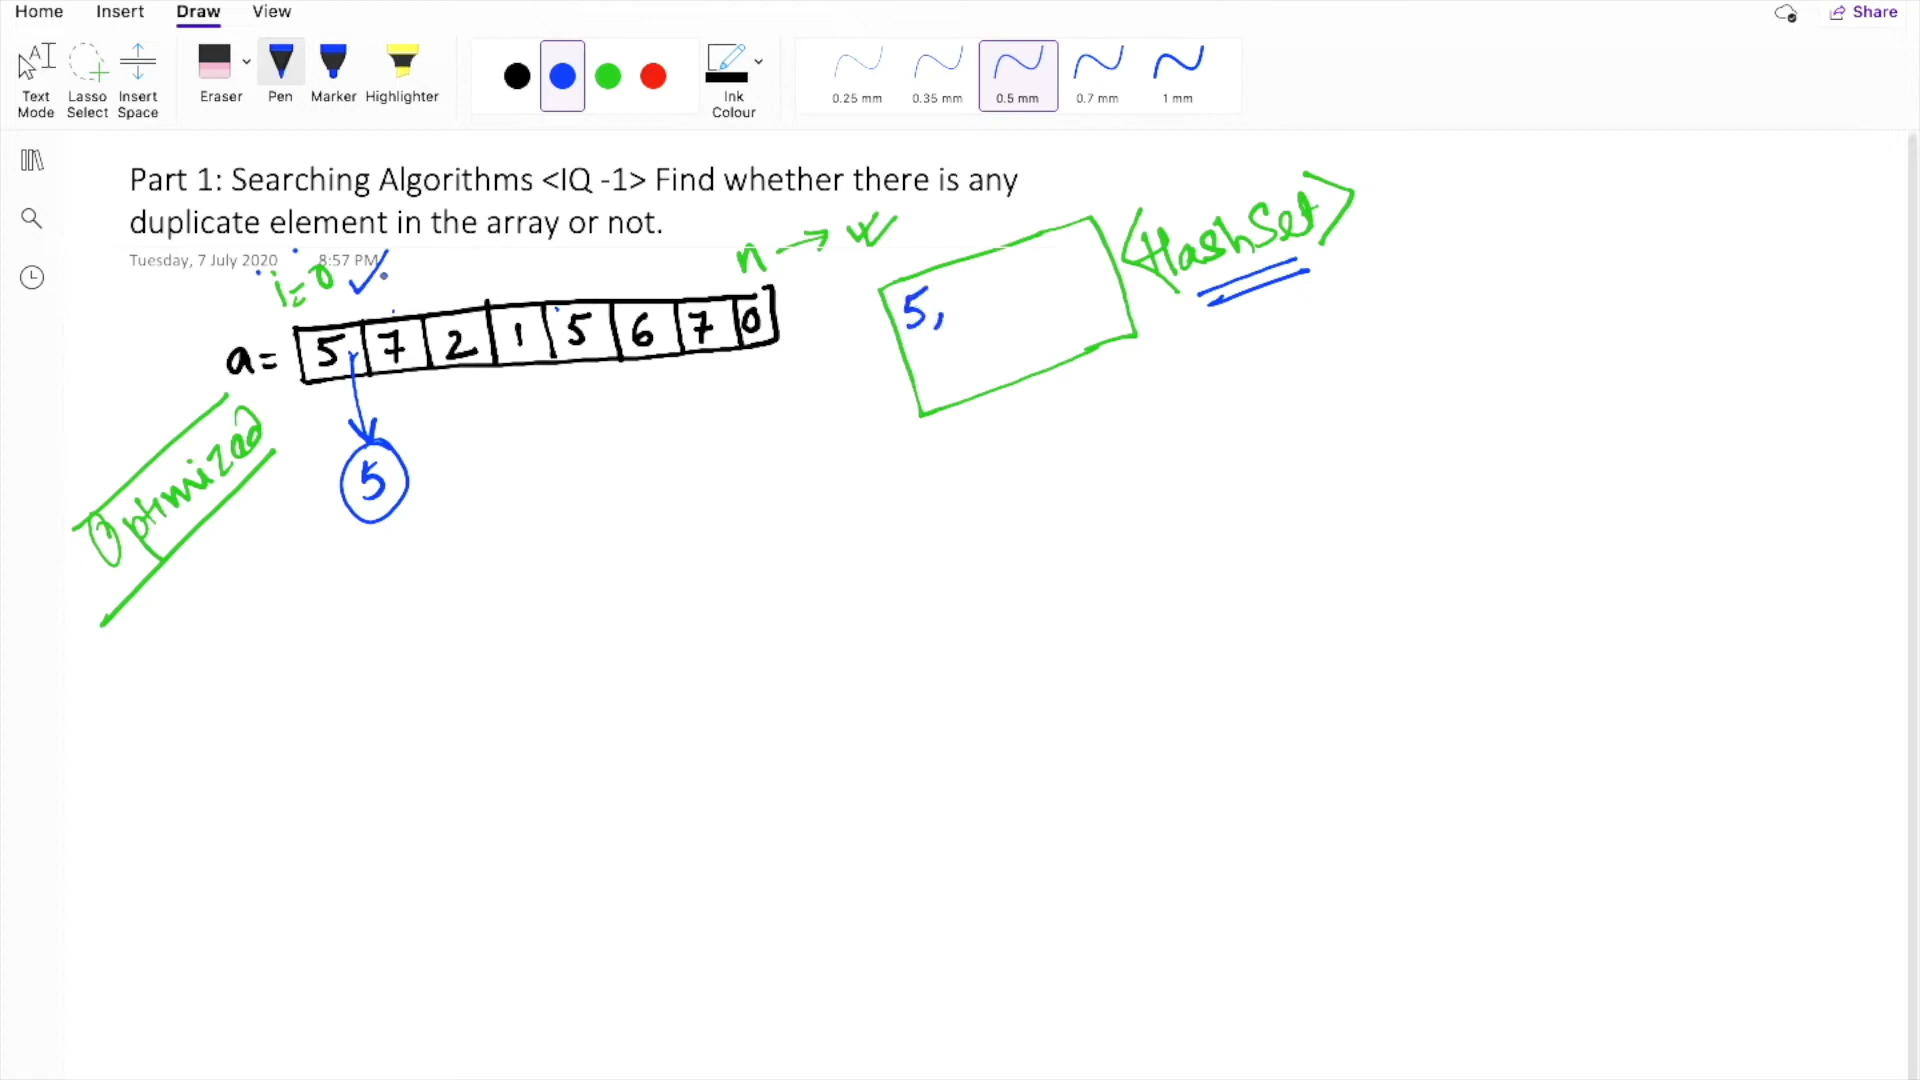 Home Insert Draw View Share
Text Mode
Lasso Select
Insert Space
Eraser
Pen
Marker
Highlighter
Ink Colour
0.25 mm
0.35 mm
0.5 mm
0.7 mm
1 mm
Part 1: Searching Algorithms <IQ -1> Find whether there is any
duplicate element in the array or not.
Tuesday, 7 July 2020 8:57 PM
i=0
n →
<HashSet>
a= 5 7 2 1 5 6 7 0
5,
5
Optimized